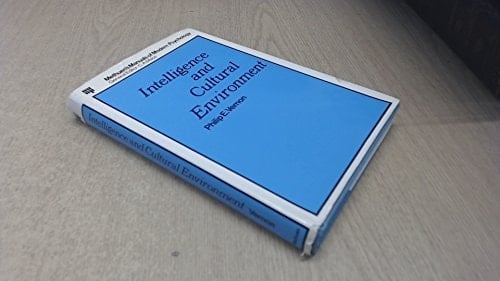 Methuen's Manuals of Modern Psychology
Intelligence
and
Cultural
Environment
Philip E. Vernon
Intelligence and Cultural Environment Vernon